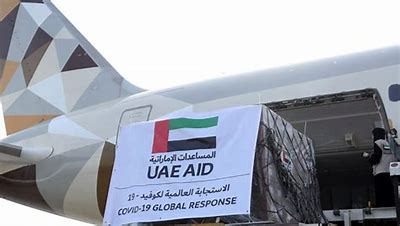 المساعدات الإماراتية
UAE AID
الاستجابة العالمية لكوفيد - 19
COVID-19 GLOBAL RESPONSE